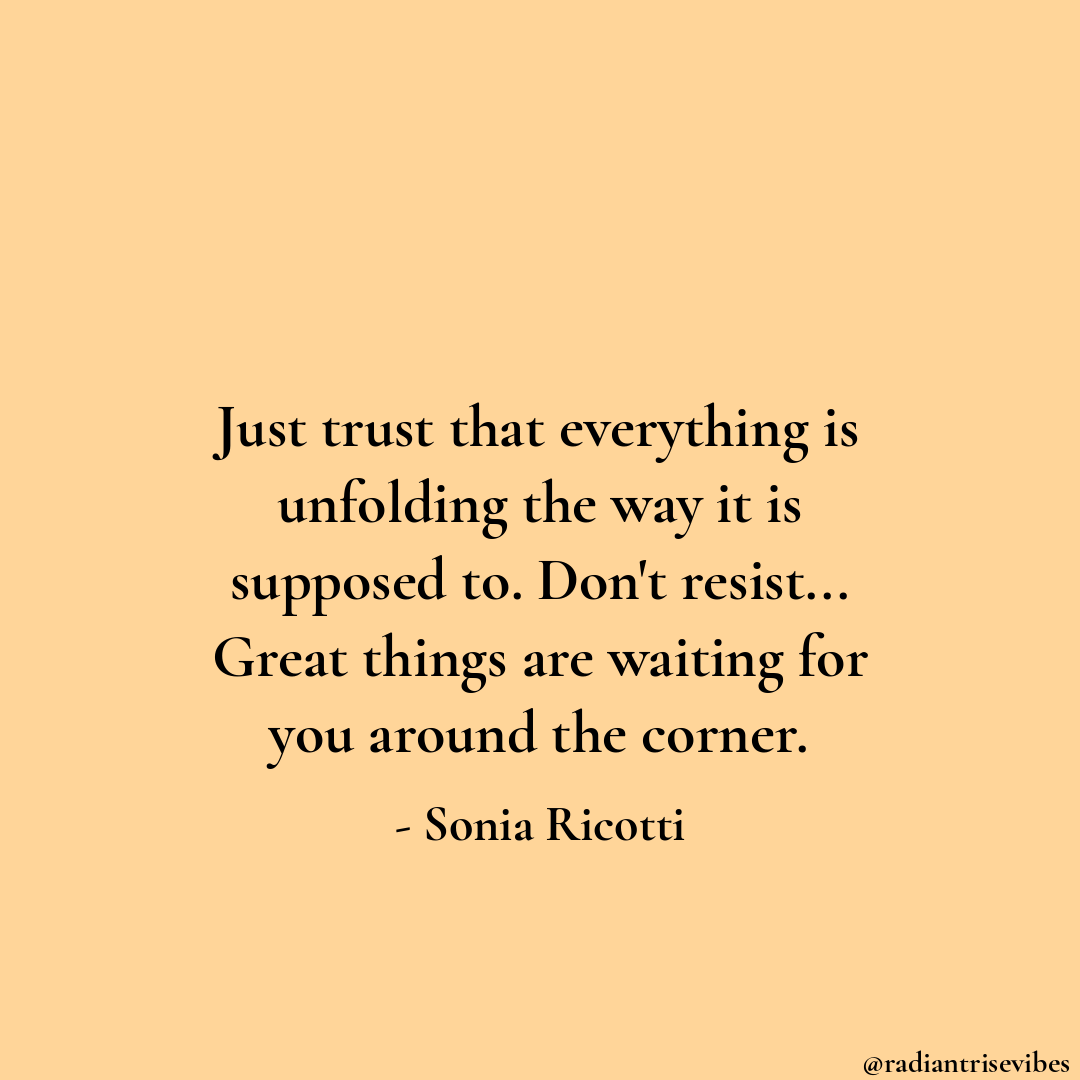 Just trust that everything is
unfolding the way it is
supposed to. Don't resist...
Great things are waiting for
you around the corner.
- Sonia Ricotti
@radiantrisevibes